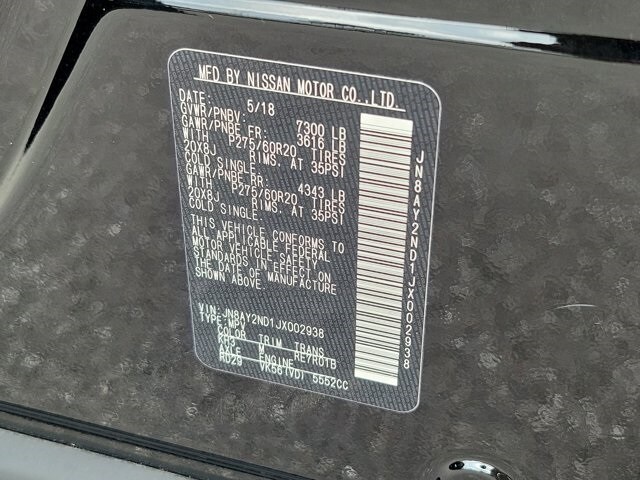 MFD BY NISSAN MOTOR CO.,LTD.
DATE: 5/18
GVWR/PNBV: 7300 LB
GAWR/PNBE FR: 3616 LB
WITH P275/60R20 TIRES
20X8J RIMS, AT 35PSI
COLD SINGLE
GAWR/PNBE RR: 4343 LB
WITH P275/60R20 TIRES
20X8J RIMS, AT 35PSI
COLD SINGLE
THIS VEHICLE CONFORMS TO
ALL APPLICABLE FEDERAL
MOTOR VEHICLE SAFETY
STANDARDS IN EFFECT ON
THE DATE OF MANUFACTURE
SHOWN ABOVE.
VIN: JN8AY2ND1JX002938
TYPE: MPV
COLOR TRIM TRANS
KH3 RE7R01B
AXLE ENGINE
RD29 VK56(VD) 5552CC
JN8AY2ND1JX002938